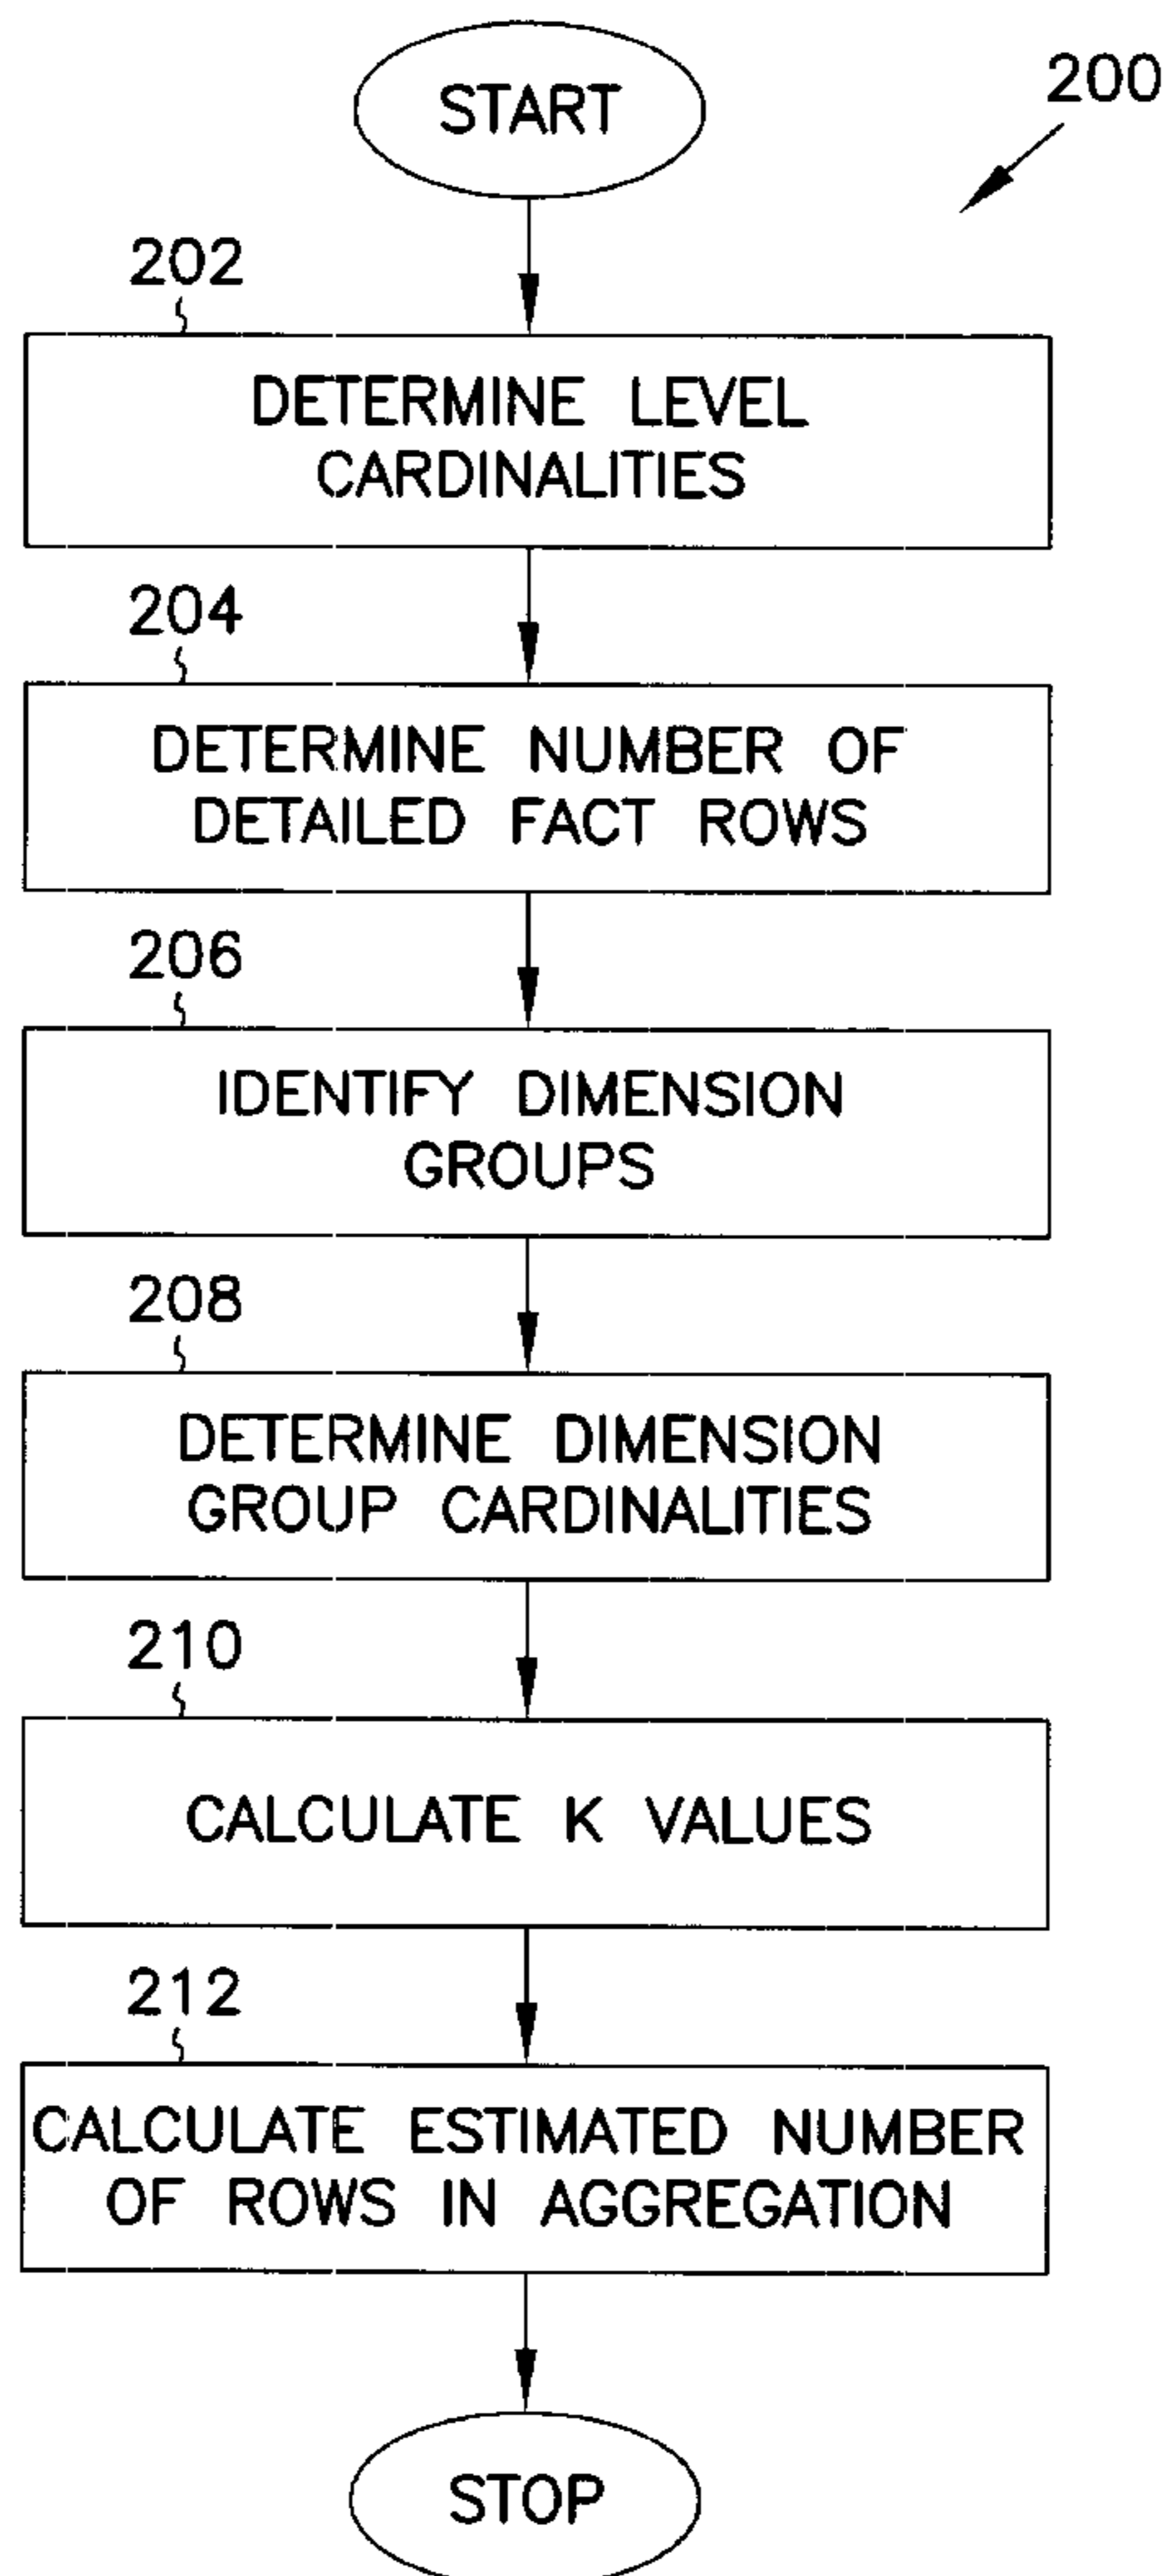 START
200
202
DETERMINE LEVEL
CARDINALITIES
204
DETERMINE NUMBER OF
DETAILED FACT ROWS
206
IDENTIFY DIMENSION
GROUPS
208
DETERMINE DIMENSION
GROUP CARDINALITIES
210
CALCULATE K VALUES
212
CALCULATE ESTIMATED NUMBER
OF ROWS IN AGGREGATION
STOP